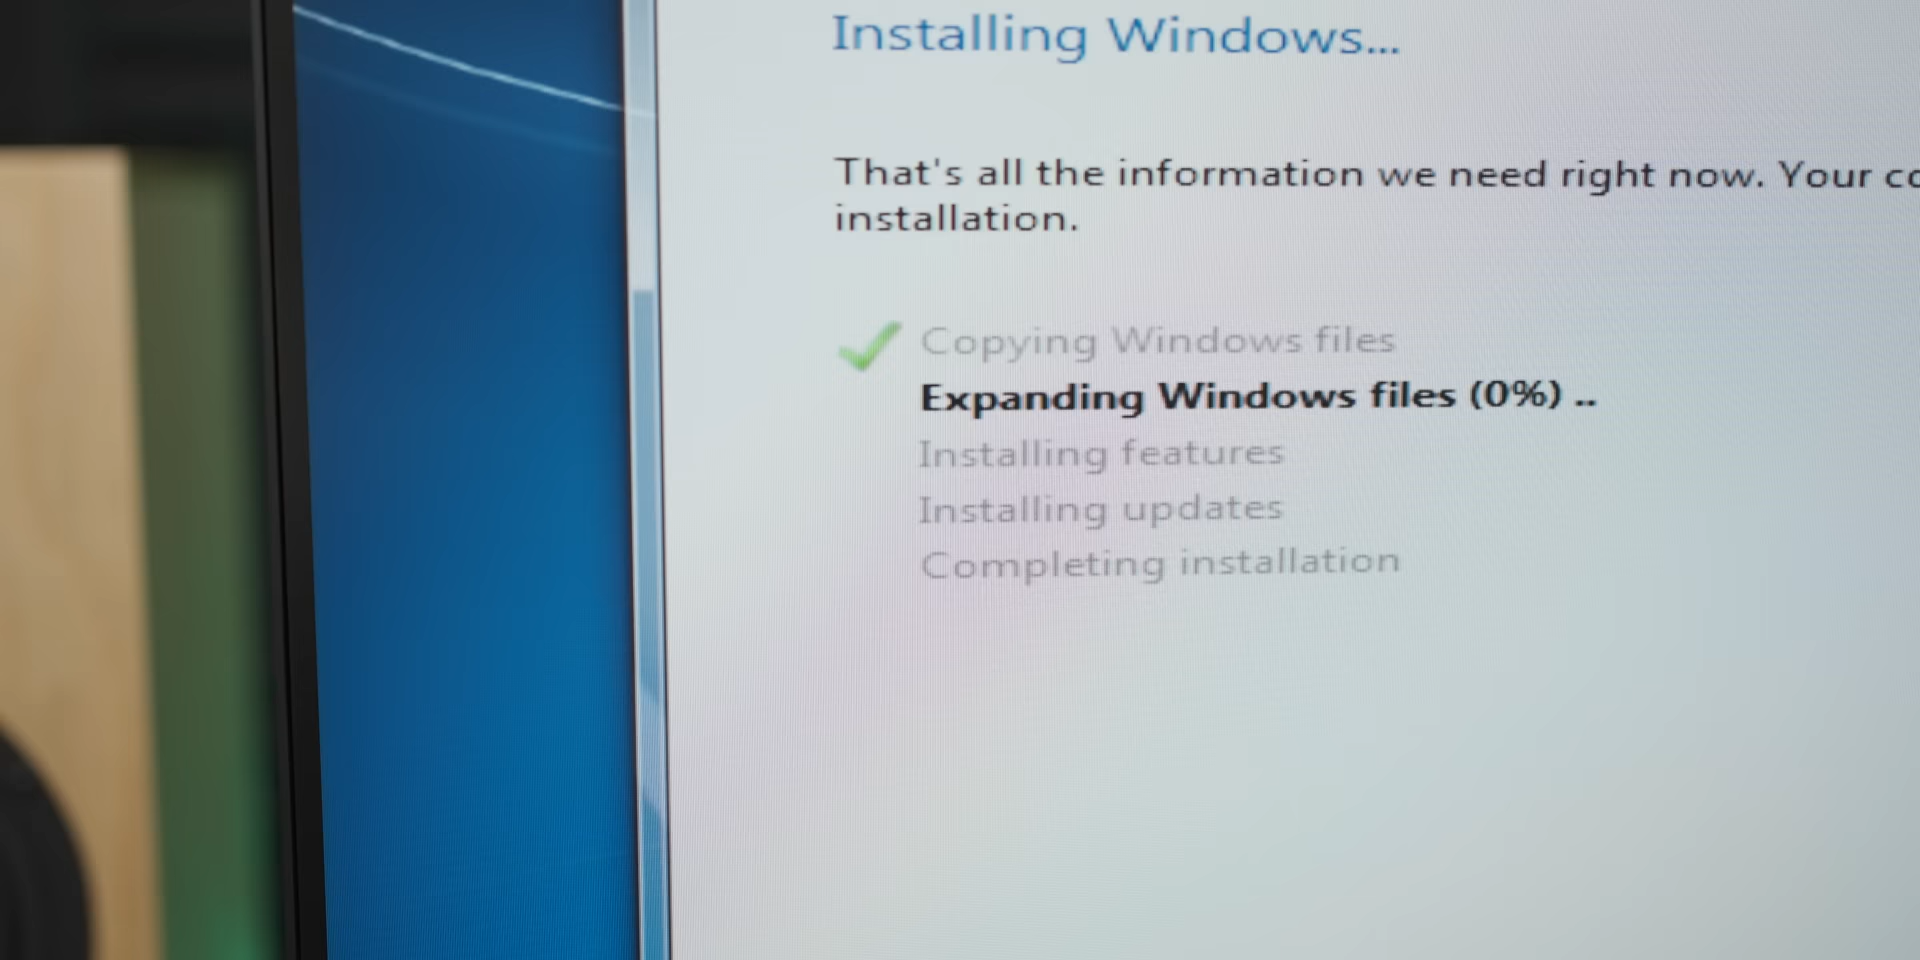 Installing Windows...
That's all the information we need right now. Your
installation.
Copying Windows files
Expanding Windows files (0%) ..
Installing features
Installing updates
Completing installation